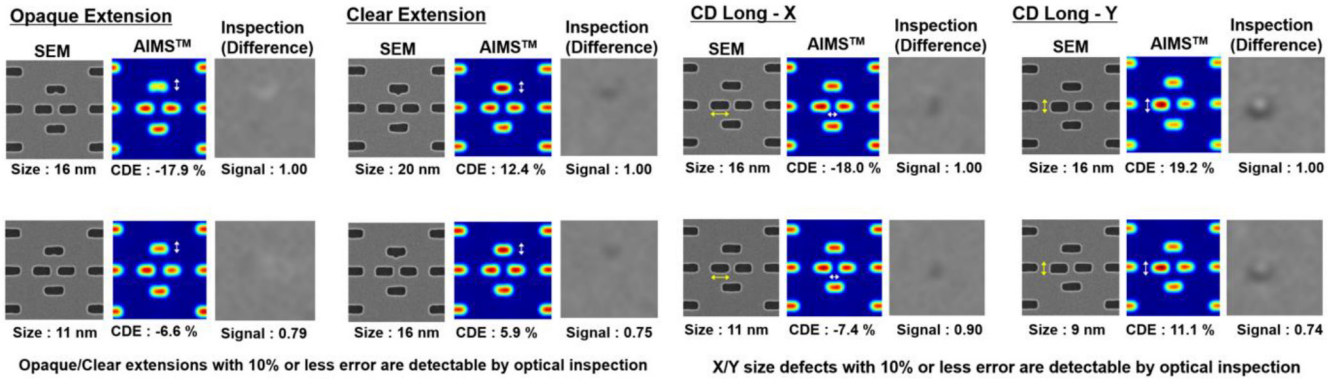 Opaque Extension
SEM
AIMS™
Inspection
(Difference)
Size : 16 nm
CDE : -17.9 %
Signal : 1.00
Size : 11 nm
CDE : -6.6 %
Signal : 0.79
Clear Extension
SEM
AIMS™
Inspection
(Difference)
Size : 20 nm
CDE : 12.4 %
Signal : 1.00
Size : 16 nm
CDE : 5.9 %
Signal : 0.75
Opaque/Clear extensions with 10% or less error are detectable by optical inspection
CD Long - X
SEM
AIMS™
Inspection
(Difference)
Size : 16 nm
CDE : -18.0 %
Signal : 1.00
Size : 11 nm
CDE : -7.4 %
Signal : 0.90
CD Long - Y
SEM
AIMS™
Inspection
(Difference)
Size : 16 nm
CDE : 19.2 %
Signal : 1.00
Size : 9 nm
CDE : 11.1 %
Signal : 0.74
X/Y size defects with 10% or less error are detectable by optical inspection